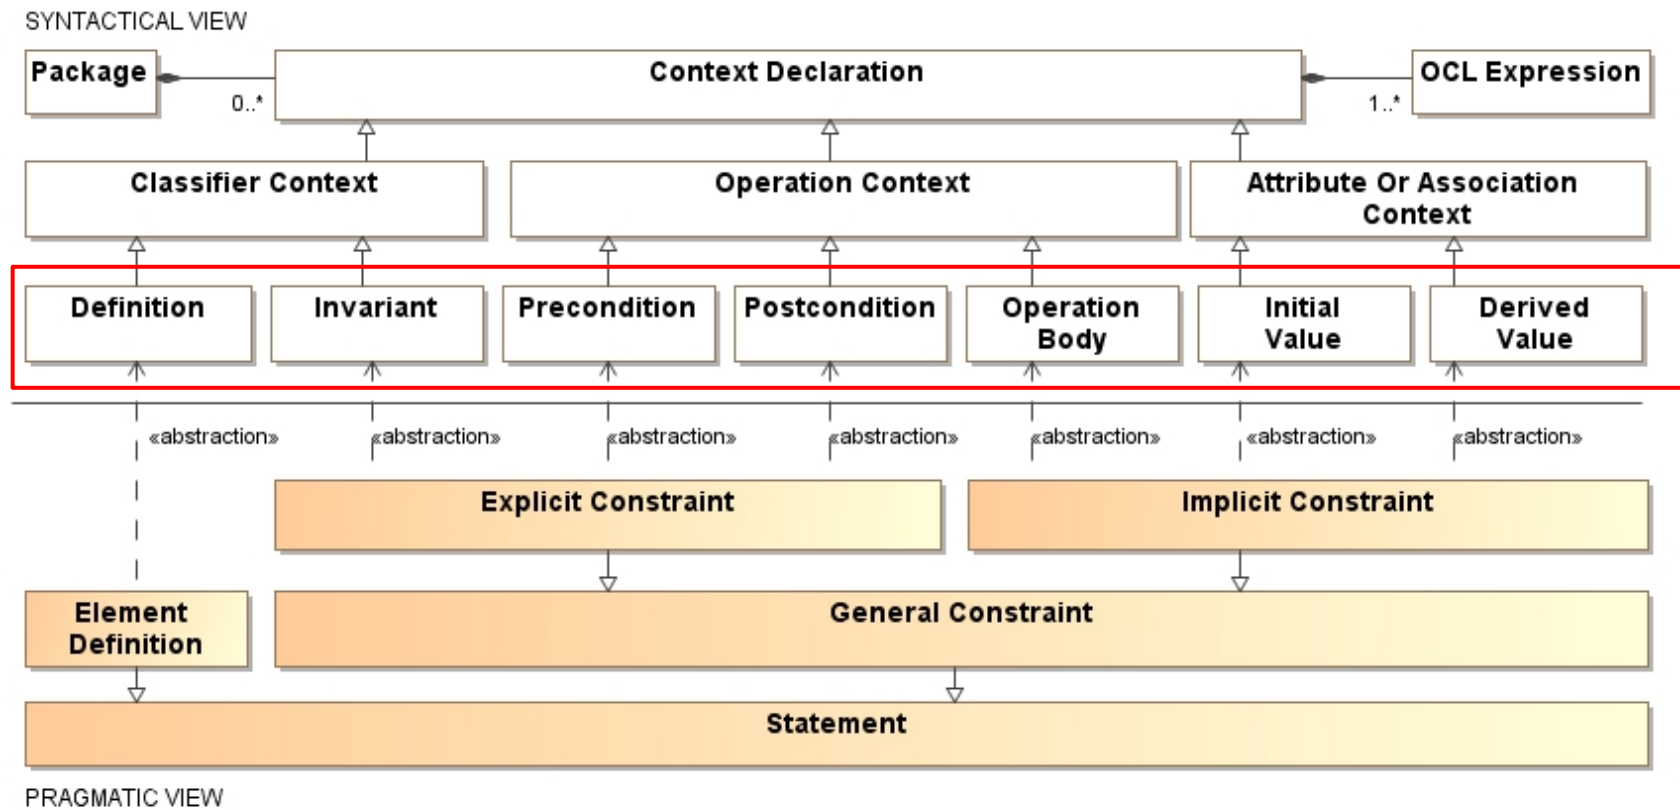 SYNTACTICAL VIEW
Package
Context Declaration
OCL Expression
0..*
1..*
Classifier Context
Operation Context
Attribute Or Association
Context
Definition
Invariant
Precondition
Postcondition
Operation
Body
Initial
Value
Derived
Value
«abstraction»
«abstraction»
«abstraction»
«abstraction»
«abstraction»
«abstraction»
«abstraction»
Explicit Constraint
Implicit Constraint
Element
Definition
General Constraint
Statement
PRAGMATIC VIEW